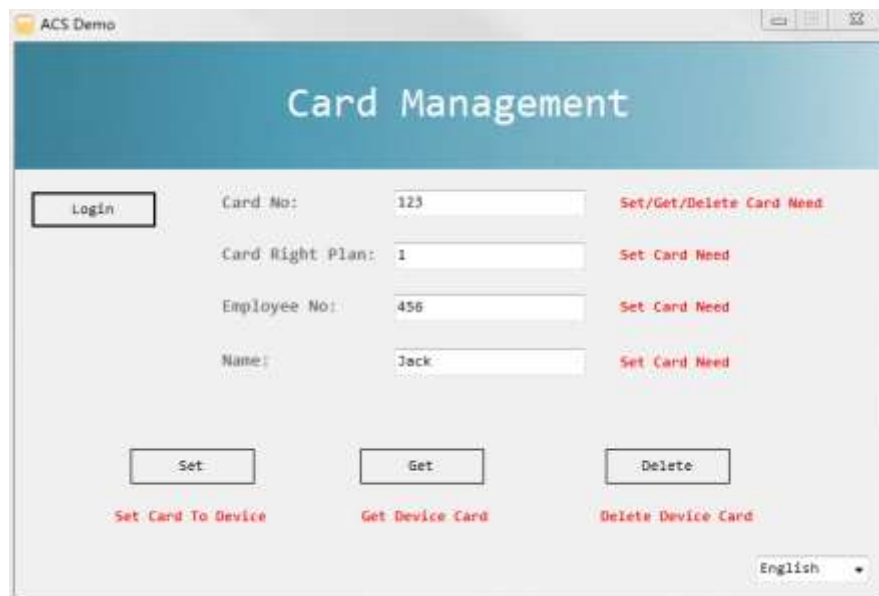 ACS Demo
Card Management
Login
Card No: 123 Set/Get/Delete Card Need
Card Right Plan: 1 Set Card Need
Employee No: 456 Set Card Need
Name: Jack Set Card Need
Set Get Delete
Set Card To Device Get Device Card Delete Device Card
English